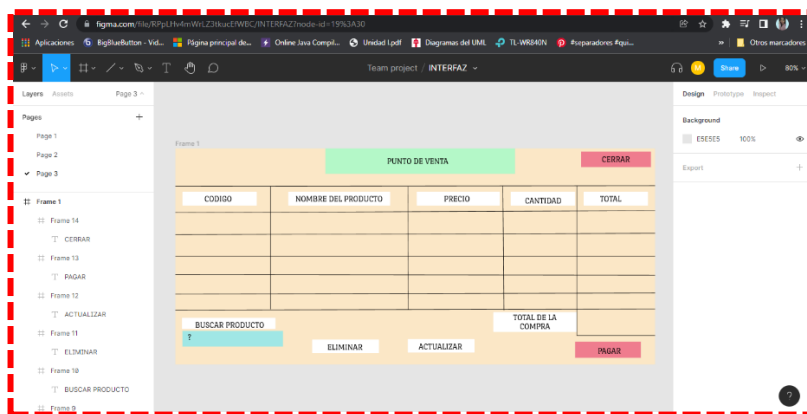 figma.com/file/RPpLHv4mWrLZ3tkucEfWBC/INTERFAZ?node-id=19%3A30
Aplicaciones
BigBlueButton - Vid...
Página principal de...
Online Java Compil...
Unidad I.pdf
Diagramas del UML
TL-WR840N
#separadores #qui...
»
Otros marcadores
Team project / INTERFAZ
M
Share
80%
Layers Assets Page 3
Pages +
Page 1
Page 2
Page 3
Frame 1
Frame 14
T CERRAR
Frame 13
T PAGAR
Frame 12
T ACTUALIZAR
Frame 11
T ELIMINAR
Frame 10
T BUSCAR PRODUCTO
Frame 9
Frame 1
PUNTO DE VENTA
CERRAR
CODIGO NOMBRE DEL PRODUCTO PRECIO CANTIDAD TOTAL
BUSCAR PRODUCTO
?
ELIMINAR
ACTUALIZAR
TOTAL DE LA
COMPRA
PAGAR
Design Prototype Inspect
Background
E5E5E5 100%
Export +
?